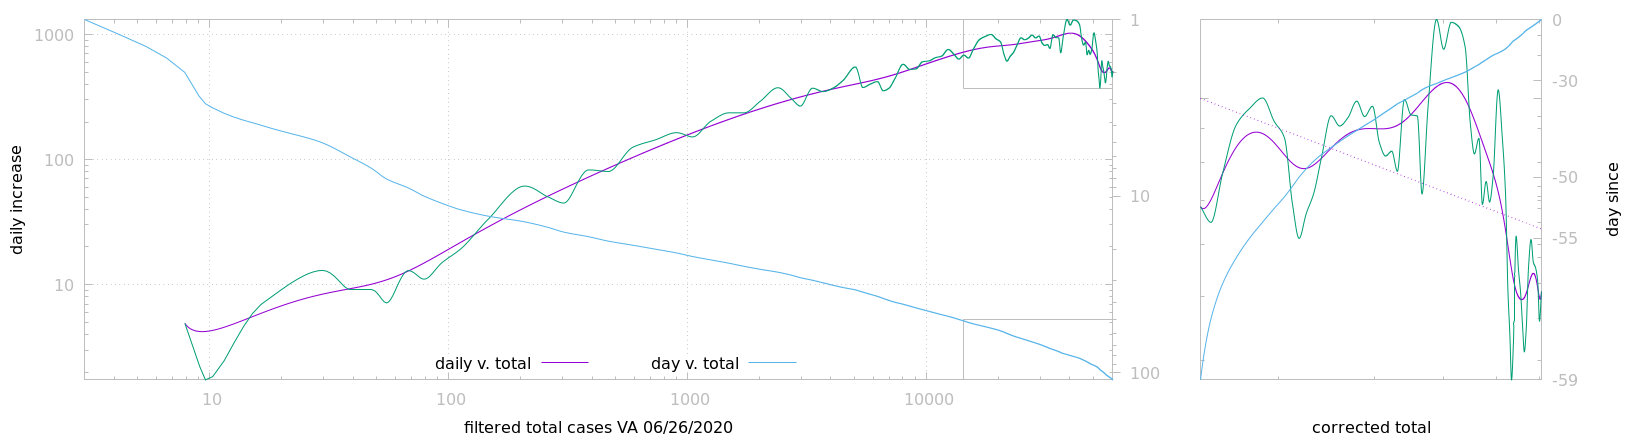 1000
100
10
daily increase
daily v. total
day v. total
10
100
1000
10000
filtered total cases VA 06/26/2020
1
10
100
0
-30
-50
-55
-59
day since
corrected total